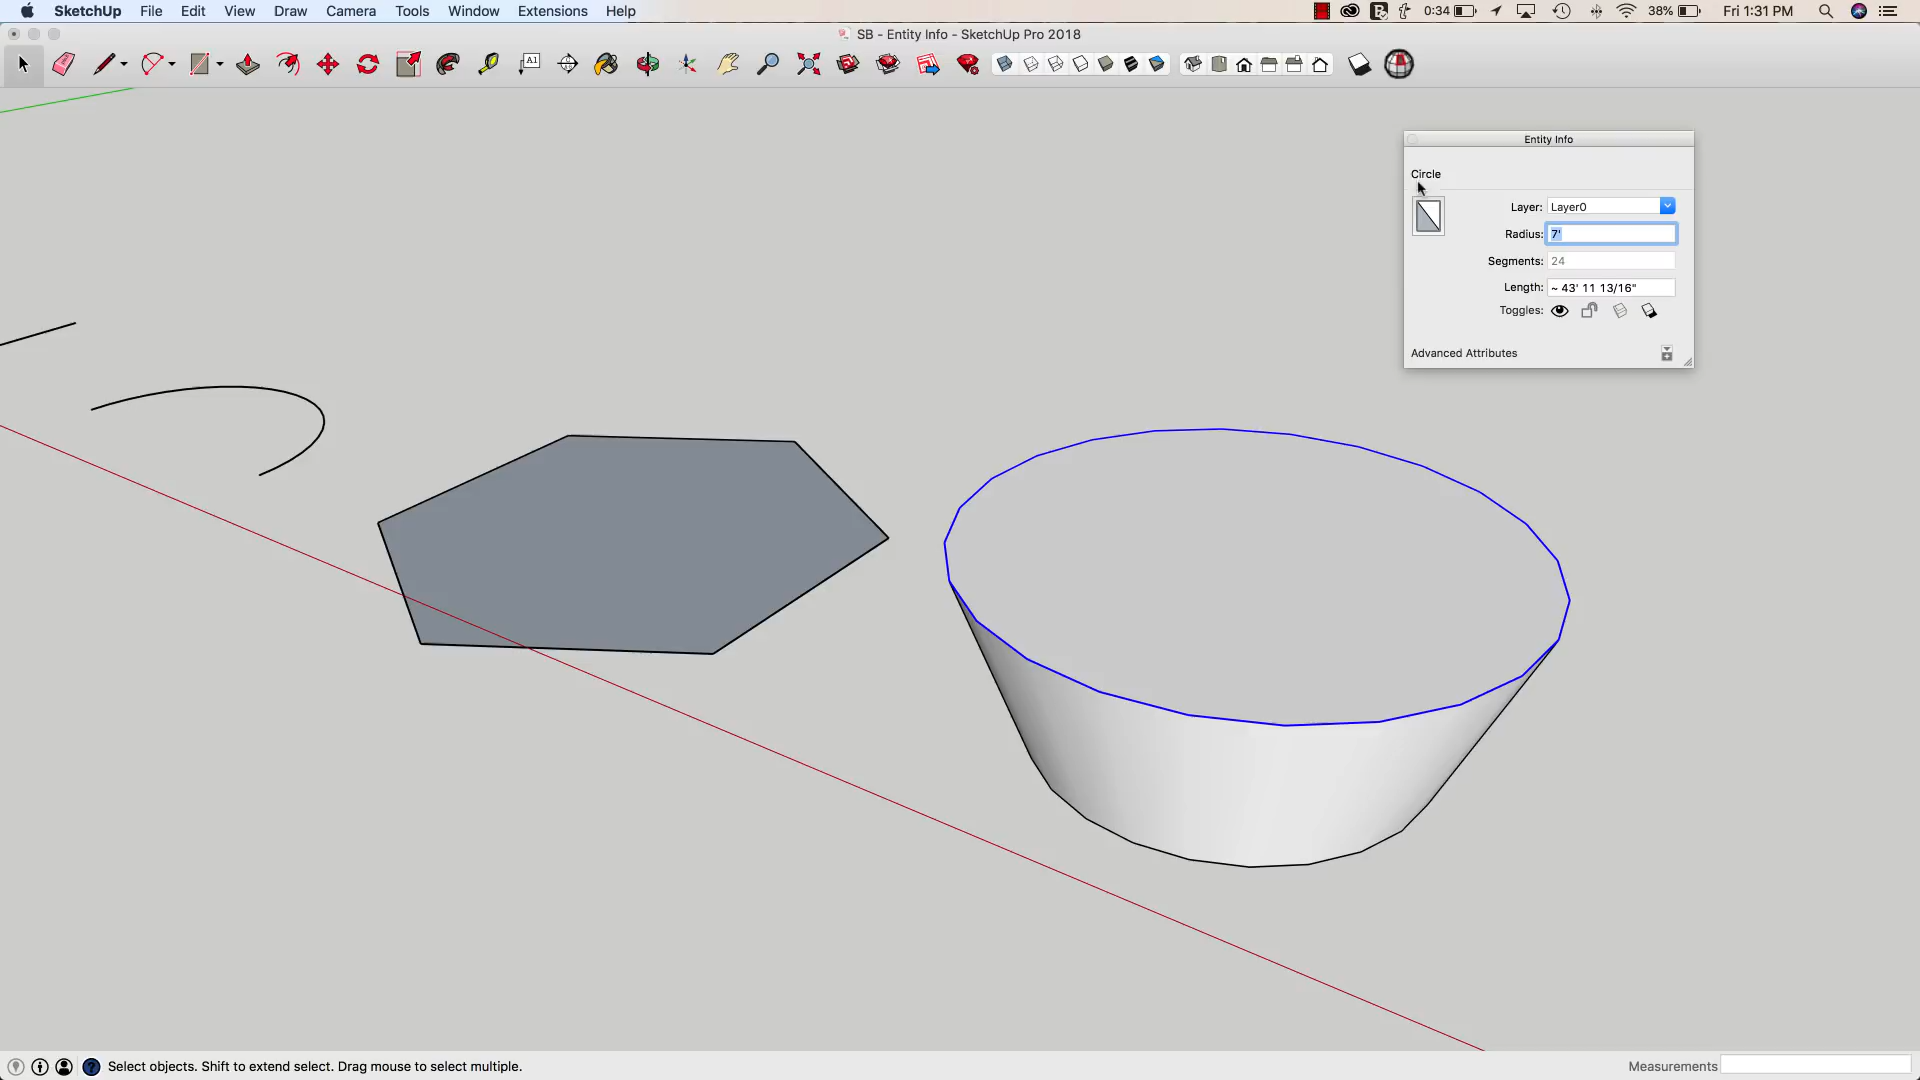 SketchUp File Edit View Draw Camera Tools Window Extensions Help 0:34 38% Fri 1:31 PM
SB - Entity Info - SketchUp Pro 2018
A1
Entity Info
Circle
Layer: Layer0
Radius: 7'
Segments: 24
Length: ~ 43' 11 13/16"
Toggles:
Advanced Attributes
Select objects. Shift to extend select. Drag mouse to select multiple.
Measurements